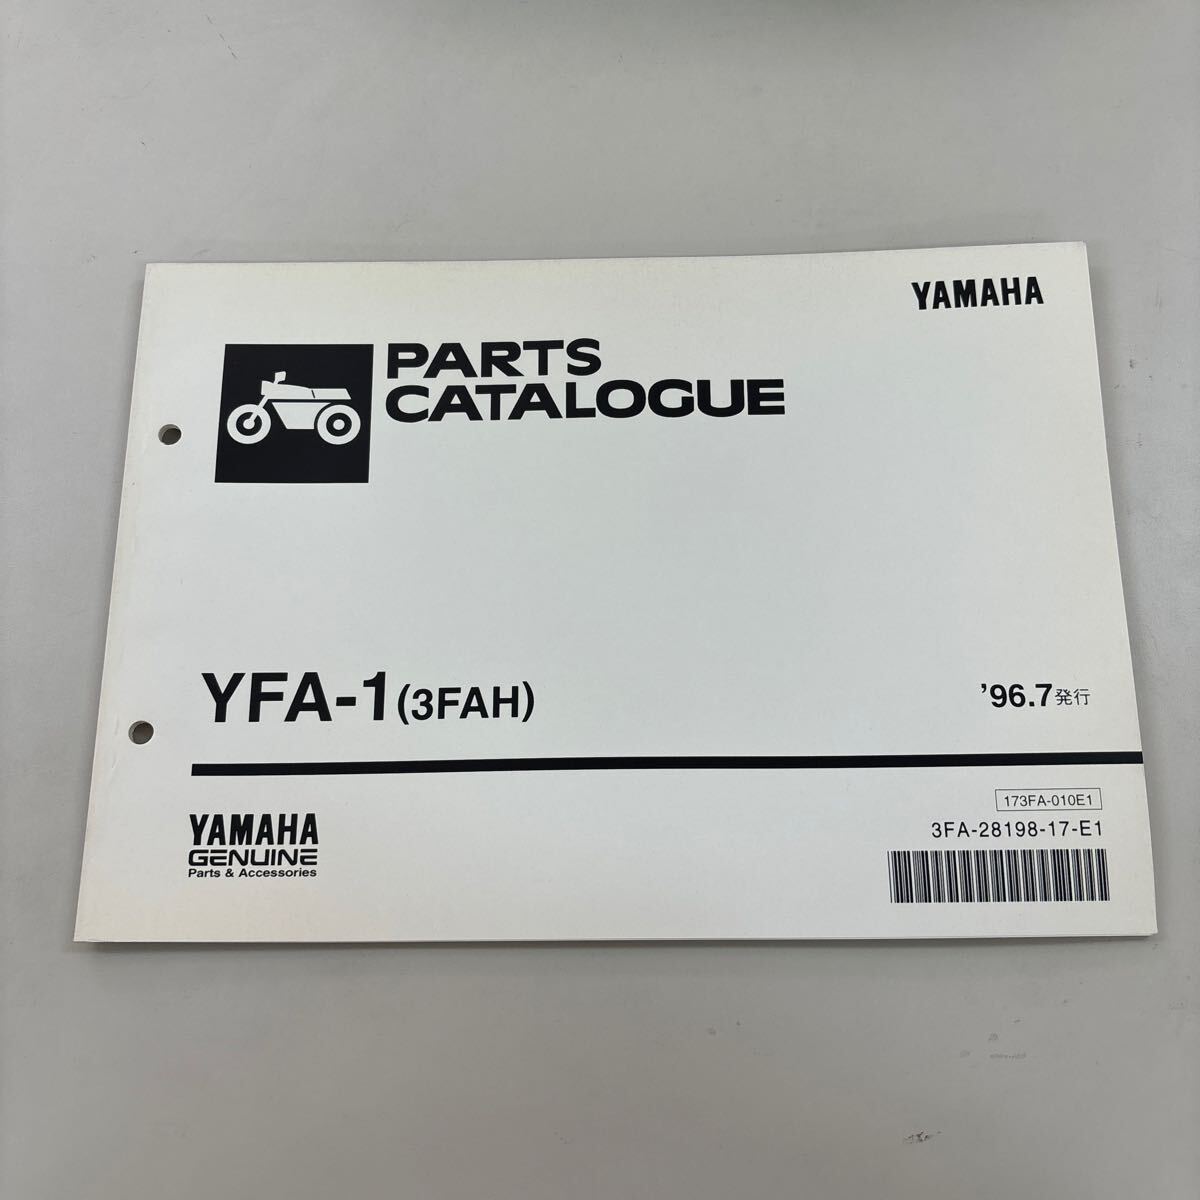 YAMAHA
PARTS
CATALOGUE
YFA-1(3FAH)
'96.7発行
173FA-010E1
3FA-28198-17-E1
YAMAHA
GENUINE
Parts & Accessories